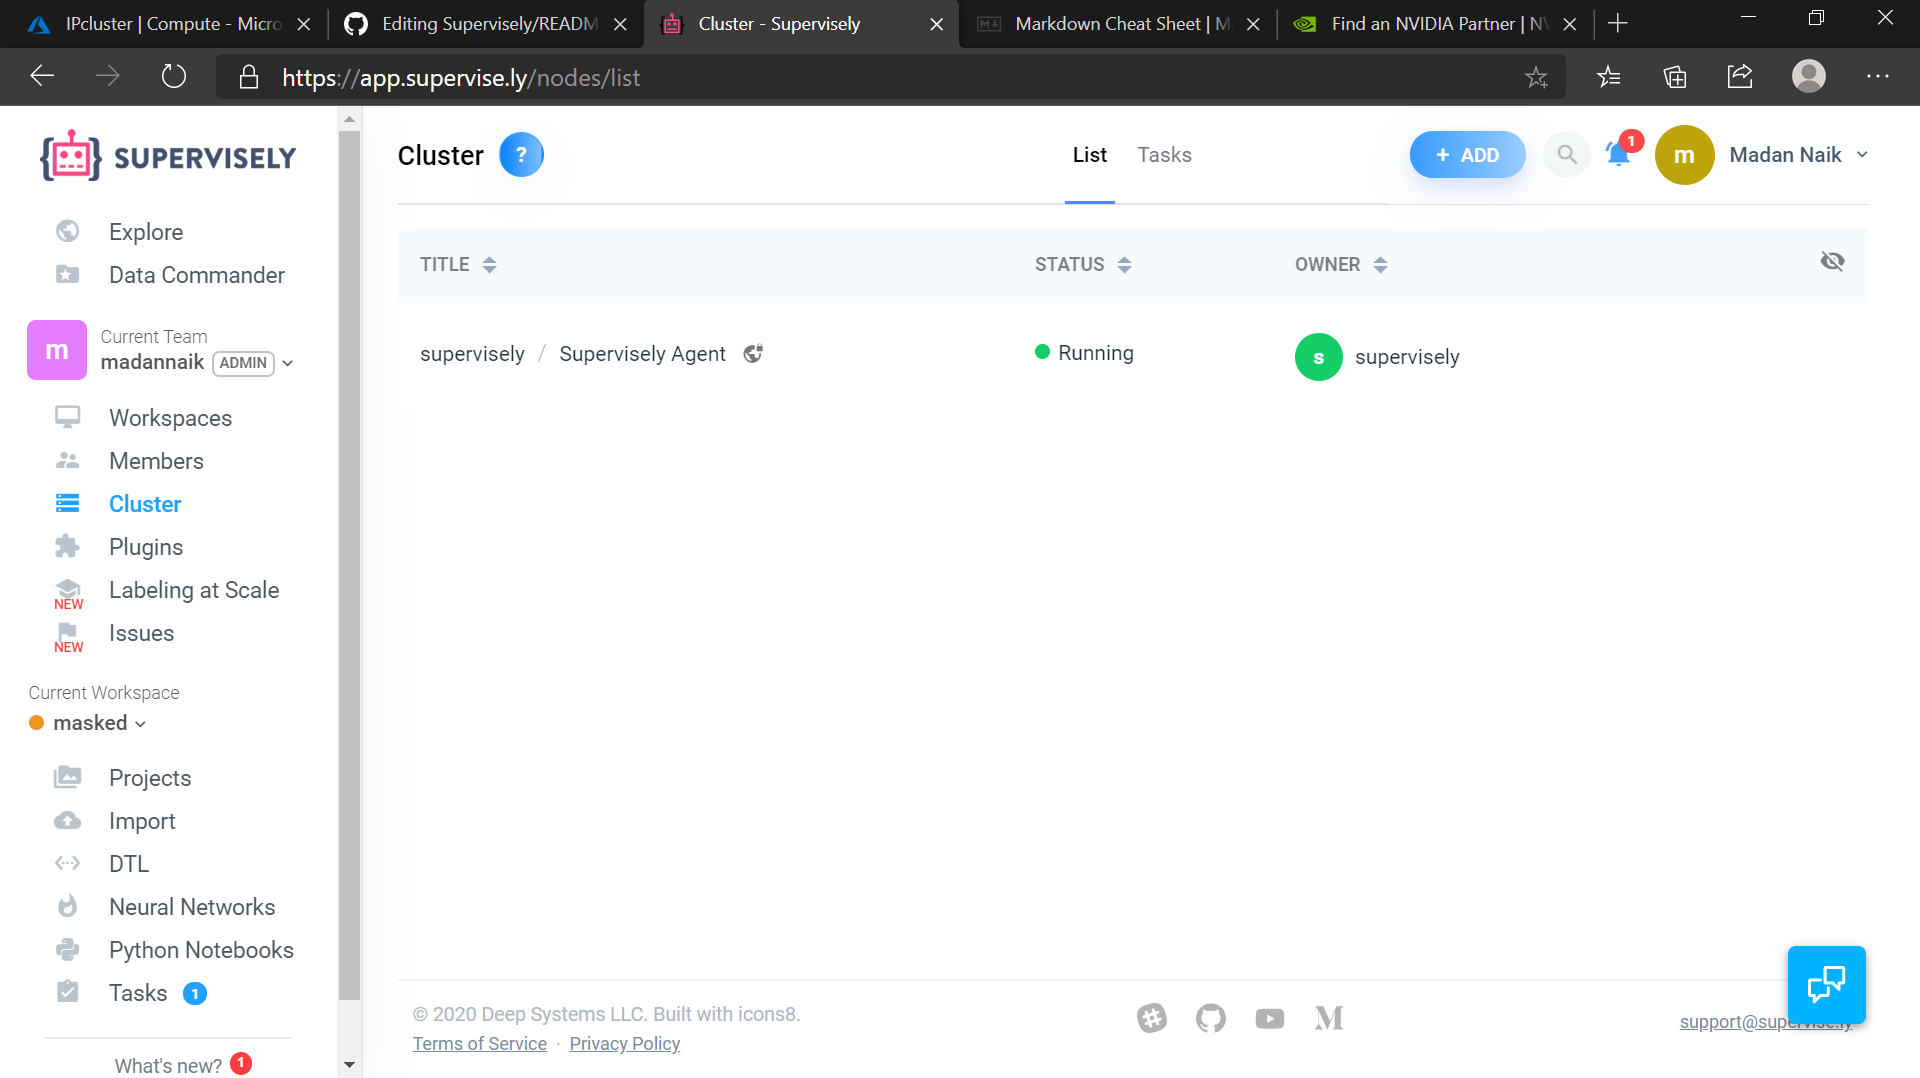 IPcluster | Compute - Micro
Editing Supervisely/READM
Cluster - Supervisely
Markdown Cheat Sheet | M
Find an NVIDIA Partner | NV
https://app.supervise.ly/nodes/list
SUPERVISELY
Explore
Data Commander
m
Current Team
madannaik ADMIN
Workspaces
Members
Cluster
Plugins
Labeling at Scale
NEW
Issues
NEW
Current Workspace
masked
Projects
Import
DTL
Neural Networks
Python Notebooks
Tasks 1
What's new? 1
Cluster ?
List Tasks
+ ADD
1
m Madan Naik
TITLE STATUS OWNER
supervisely / Supervisely Agent Running s supervisely
© 2020 Deep Systems LLC. Built with icons8.
Terms of Service · Privacy Policy
support@supervise.ly